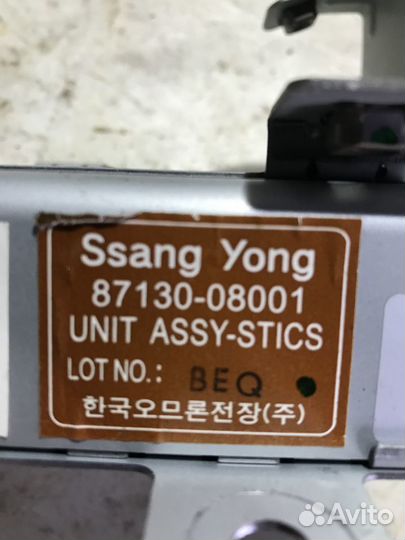 Ssang Yong
87130-08001
UNIT ASSY-STICS
LOT NO.: BEQ
한국오므론전장(주)
Avito